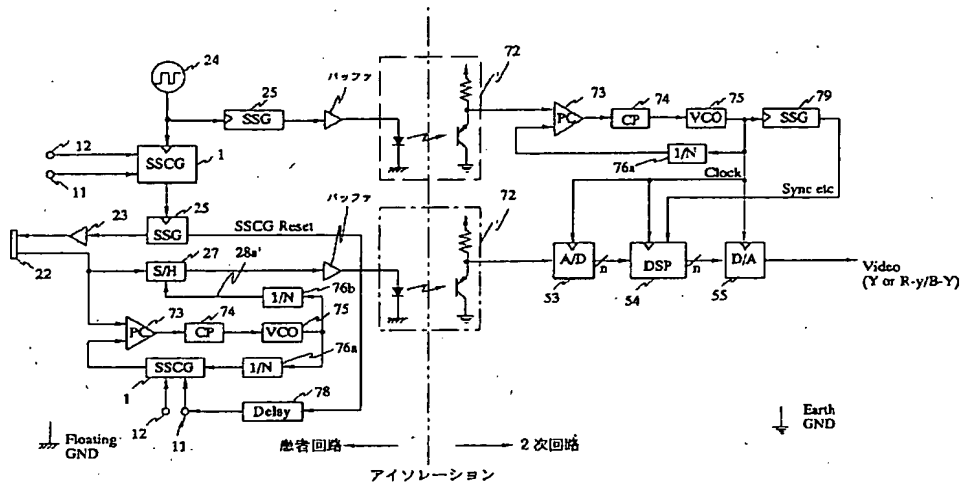 24
バッファ
72
25
SSG
73
PC
74
CP
75
VCO
79
SSG
12
11
SSCG
1
1/N
76a
Clock
Sync etc
バッファ
23
25
SSG
SSCG Reset
72
22
27
S/H
28a'
76b
1/N
A/D
n
DSP
n
D/A
53
54
55
Video
(Y or R-y/B-Y)
73
PC
74
CP
75
VCO
76a
SSCG
1/N
1
78
Delay
12
11
Floating
GND
患者回路
2次回路
Earth
GND
アイソレーション